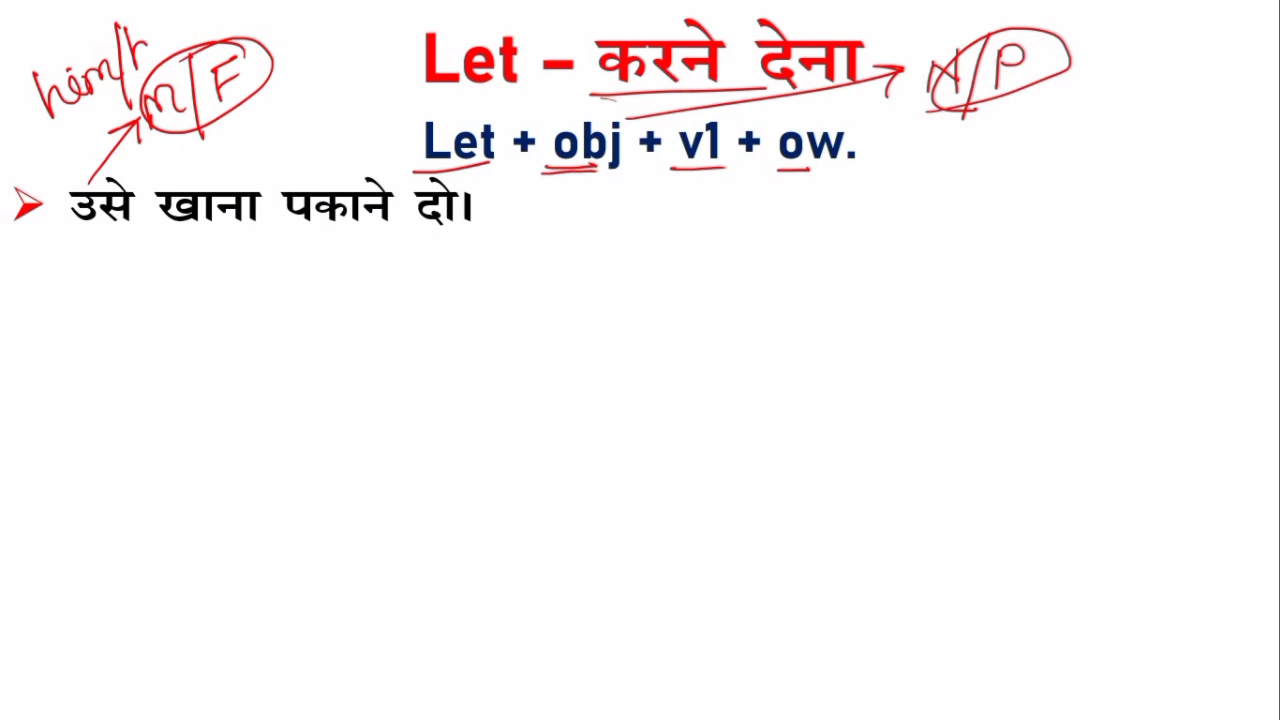 Let – करने देना
N/P
him/
M/F
Let + obj + v1 + ow.
➤ उसे खाना पकाने दो।